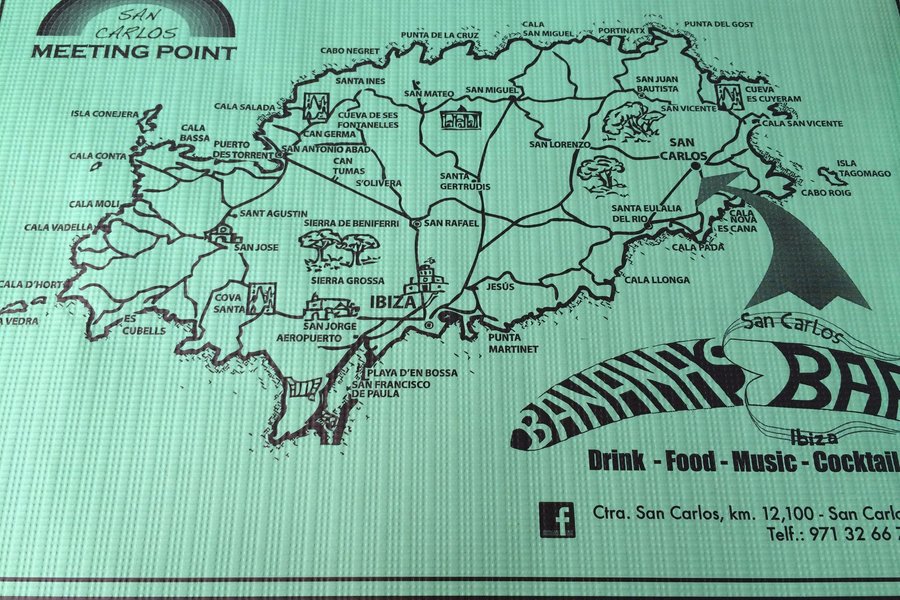 SAN
CARLOS
MEETING POINT
CALA
SAN MIGUEL
PUNTA DE LA CRUZ
PORTINATX
PUNTA DEL GOST
CABO NEGRET
SANTA INES
SAN MATEO
SAN MIGUEL
SAN JUAN
BAUTISTA
CUEVA
ES CUYERAM
ISLA CONEJERA
CALA SALADA
CUEVA DE SES
FONTANELLES
SAN VICENTE
CALA SAN VICENTE
CALA
BASSA
CAN GERMA
PUERTO
DES TORRENT
SAN ANTONIO ABAD
SAN LORENZO
SAN
CARLOS
CALA CONTA
CAN
TUMAS
S'OLIVERA
SANTA
GERTRUDIS
ISLA
TAGOMAGO
CABO ROIG
CALA MOLI
SANT AGUSTIN
SIERRA DE BENIFERRI
SAN RAFAEL
SANTA EULALIA
DEL RIO
CALA
NOVA
ES CANA
CALA VADELLA
SAN JOSE
CALA PADA
SIERRA GROSSA
CALA LLONGA
CALA D'HORT
JESÚS
COVA
SANTA
IBIZA
A VEDRA
ES
CUBELLS
SAN JORGE
AEROPUERTO
PUNTA
MARTINET
San Carlos
PLAYA D'EN BOSSA
SAN FRANCISCO
DE PAULA
BANANAS BAR
Ibiza
Drink - Food - Music - Cocktail
f Ctra. San Carlos, km. 12,100 - San Carlo
Telf.: 971 32 66 7